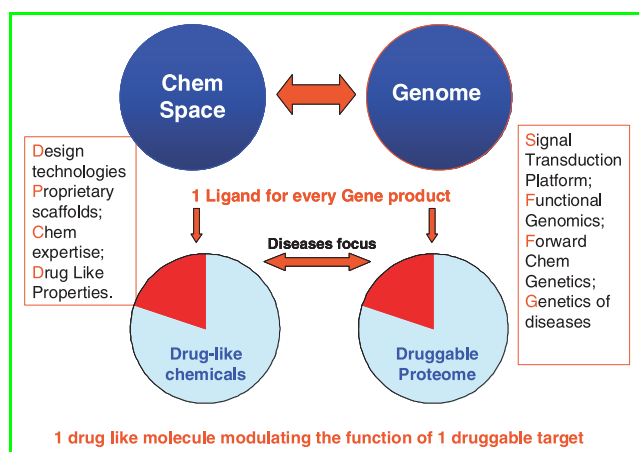 Chem
Space
Genome
Design
technologies
Proprietary
scaffolds;
Chem
expertise;
Drug Like
Properties.
Signal
Transduction
Platform;
Functional
Genomics;
Forward
Chem
Genetics;
Genetics of
diseases
1 Ligand for every Gene product
Diseases focus
Drug-like
chemicals
Druggable
Proteome
1 drug like molecule modulating the function of 1 druggable target